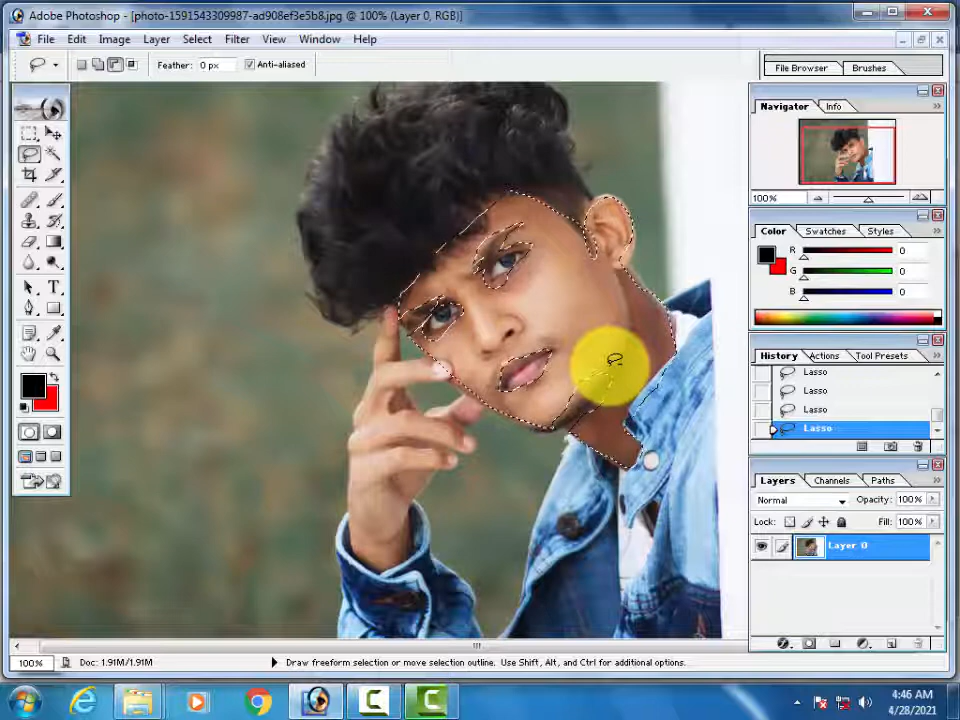 Adobe Photoshop - [photo-1591543309987-ad908ef3e5b8.jpg @ 100% (Layer 0, RGB)]
File Edit Image Layer Select Filter View Window Help
Feather: 0 px Anti-aliased File Browser Brushes
Navigator Info
100%
Color Swatches Styles
R 0
G 0
B 0
History Actions Tool Presets
Lasso
Lasso
Lasso
Lasso
Layers Channels Paths
Normal Opacity: 100%
Lock: Fill: 100%
Layer 0
100% Doc: 1.91M/1.91M Draw freeform selection or move selection outline. Use Shift, Alt, and Ctrl for additional options.
4:46 AM
4/28/2021